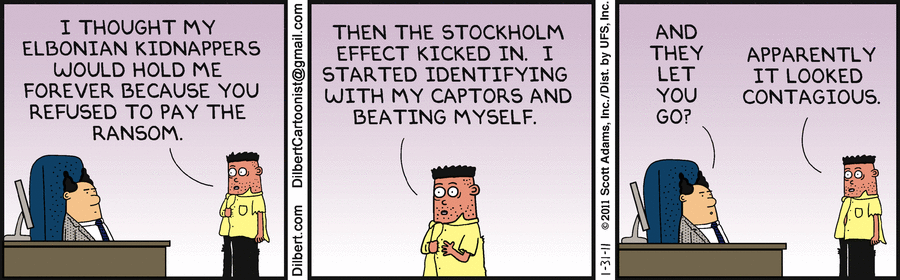 I THOUGHT MY
ELBONIAN KIDNAPPERS
WOULD HOLD ME
FOREVER BECAUSE YOU
REFUSED TO PAY THE
RANSOM.
Dilbert.com DilbertCartoonist@gmail.com
THEN THE STOCKHOLM
EFFECT KICKED IN. I
STARTED IDENTIFYING
WITH MY CAPTORS AND
BEATING MYSELF.
1-31-11 © 2011 Scott Adams, Inc./Dist. by UFS, Inc.
AND
THEY
LET
YOU
GO?
APPARENTLY
IT LOOKED
CONTAGIOUS.